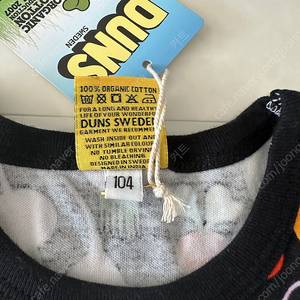 ORGANIC
COTTON
DUNS
SWEDEN
100% ORGANIC COTTON
FOR A LONG AND HEALTHY
LIFE OF YOUR
DUNS SWEDEN
GARMENT WE RECOMMEND
WASH INSIDE OUT AND
WITH SIMILAR COLOURS
NO TUMBLE DRYING
NO BLEACHING
DESIGNED IN SWEDEN
MADE IN INDIA
104